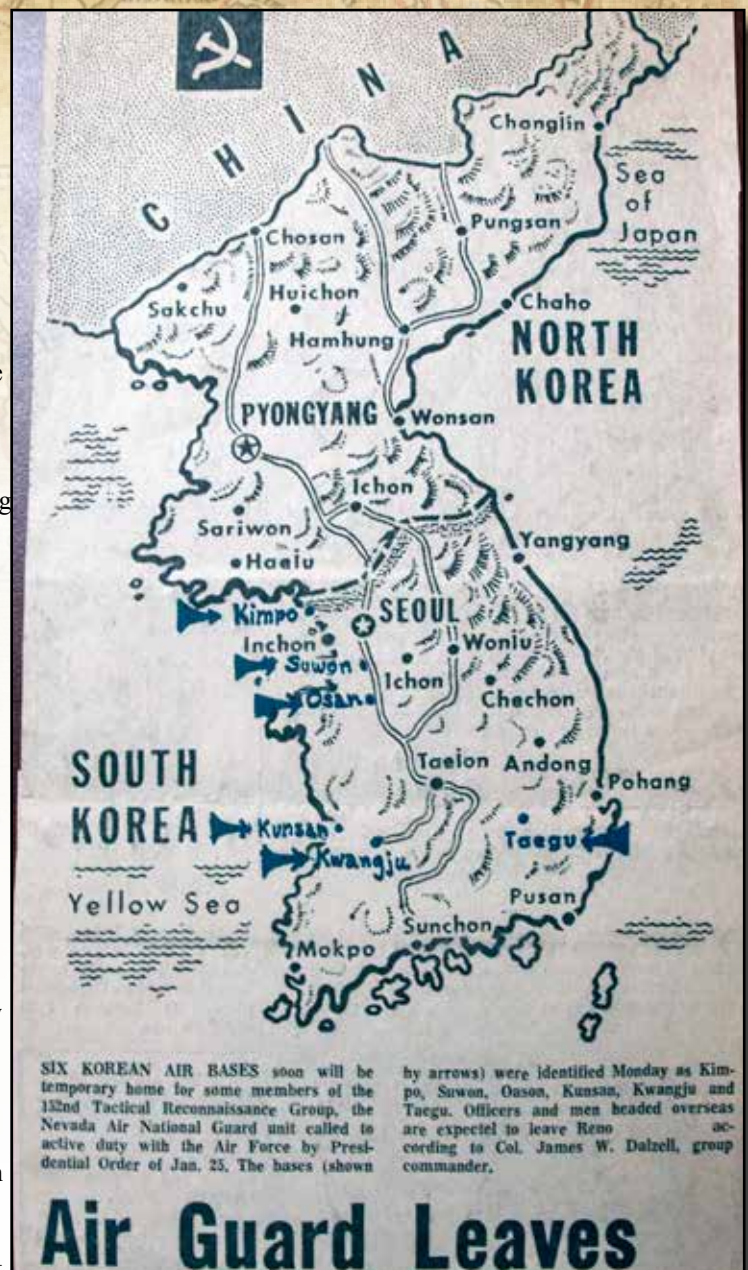 CHINA
Changjin
Sea
of
Japan
Chosan
Pungsan
Sakchu
Huichon
Chaho
Hamhung
NORTH
KOREA
PYONGYANG
Wonsan
Ichon
Sariwon
Haeju
Yangyang
Kimpo
SEOUL
Inchon
Wonju
Suwon
Ichon
Osan
Chechon
SOUTH
KOREA
Taejon
Andong
Pohang
Kunsan
Taegu
Kwangju
Yellow Sea
Pusan
Sunchon
Mokpo
SIX KOREAN AIR BASES soon will be
temporary home for some members of the
152nd Tactical Reconnaissance Group, the
Nevada Air National Guard unit called to
active duty with the Air Force by Presi-
dential Order of Jan. 25. The bases (shown
by arrows) were identified Monday as Kim-
po, Suwon, Oason, Kunsan, Kwangju and
Taegu. Officers and men headed overseas
are expectel to leave Reno ac-
cording to Col. James W. Dalzell, group
commander.
Air Guard Leaves